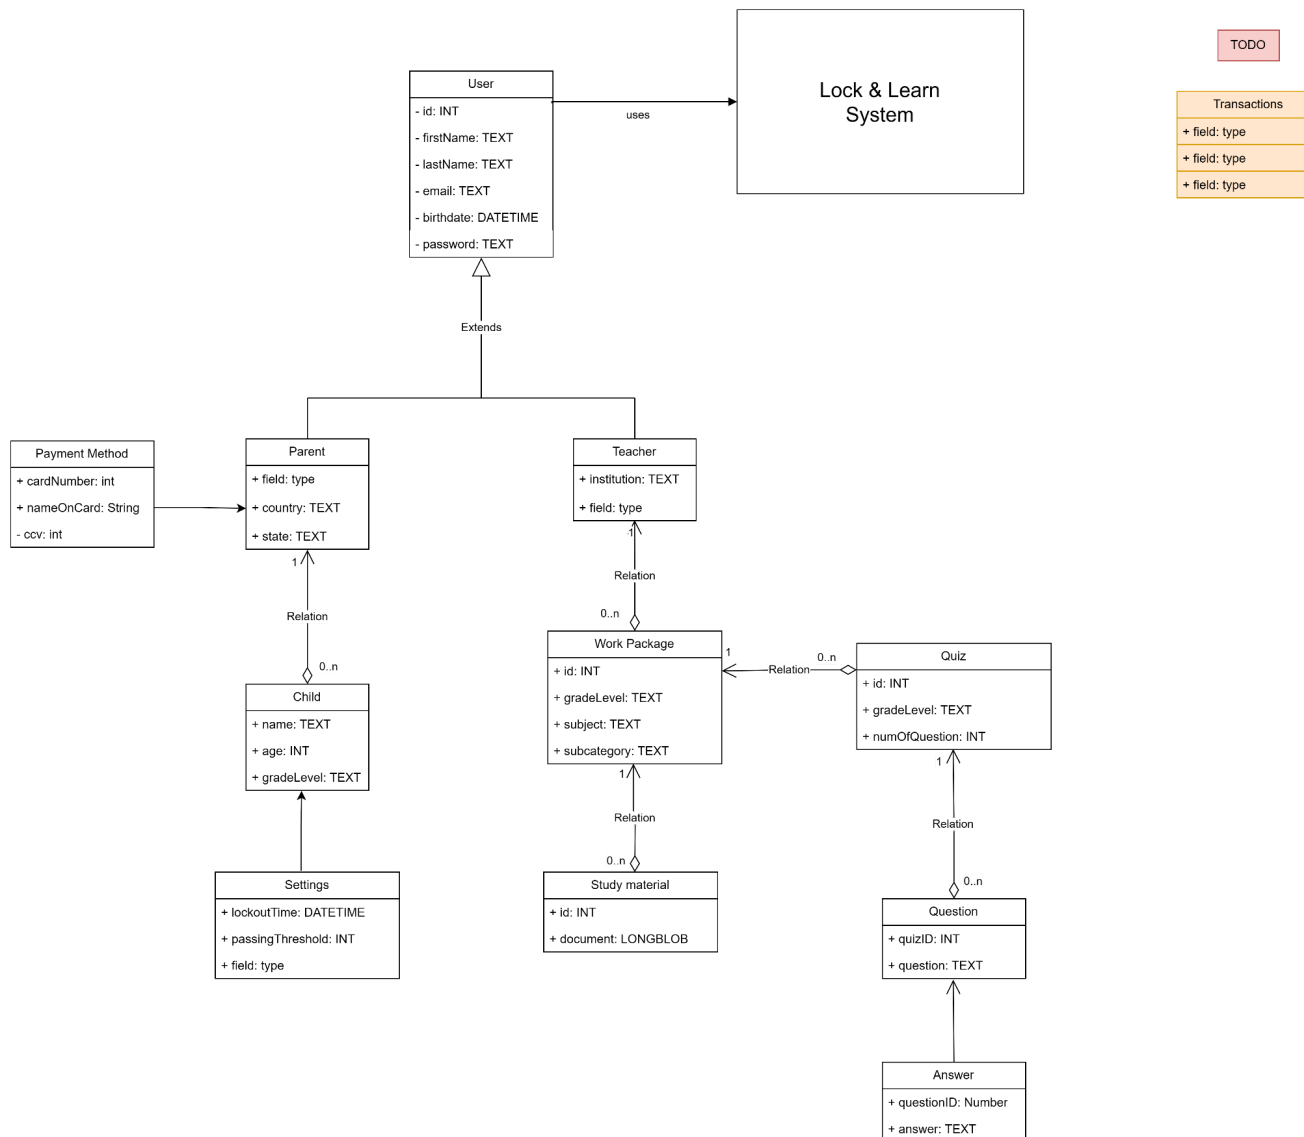 Lock & Learn
System
TODO
User
- id: INT
- firstName: TEXT
- lastName: TEXT
- email: TEXT
- birthdate: DATETIME
- password: TEXT
uses
Transactions
+ field: type
+ field: type
+ field: type
Extends
Payment Method
+ cardNumber: int
+ nameOnCard: String
- ccv: int
Parent
+ field: type
+ country: TEXT
+ state: TEXT
Teacher
+ institution: TEXT
+ field: type
1
Relation
0..n
1
Relation
0..n
Child
+ name: TEXT
+ age: INT
+ gradeLevel: TEXT
Work Package
+ id: INT
+ gradeLevel: TEXT
+ subject: TEXT
+ subcategory: TEXT
1
Relation
0..n
Quiz
+ id: INT
+ gradeLevel: TEXT
+ numOfQuestion: INT
1
Relation
0..n
1
Relation
0..n
Settings
+ lockoutTime: DATETIME
+ passingThreshold: INT
+ field: type
Study material
+ id: INT
+ document: LONGBLOB
Question
+ quizID: INT
+ question: TEXT
Answer
+ questionID: Number
+ answer: TEXT